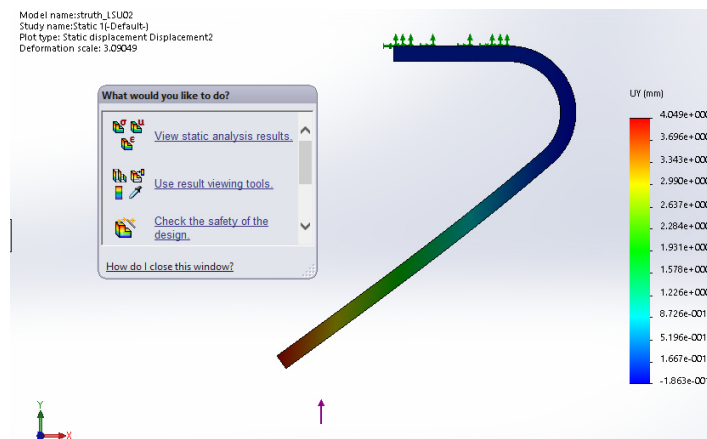 Model name:struth_LSU02
Study name:Static 1(-Default-)
Plot type: Static displacement Displacement2
Deformation scale: 3.09049
What would you like to do?
View static analysis results.
Use result viewing tools.
Check the safety of the
design.
How do I close this window?
UY (mm)
4.049e+000
3.696e+000
3.343e+000
2.990e+000
2.637e+000
2.284e+000
1.931e+000
1.578e+000
1.226e+000
8.726e-001
5.196e-001
1.667e-001
-1.863e-001
Y
X